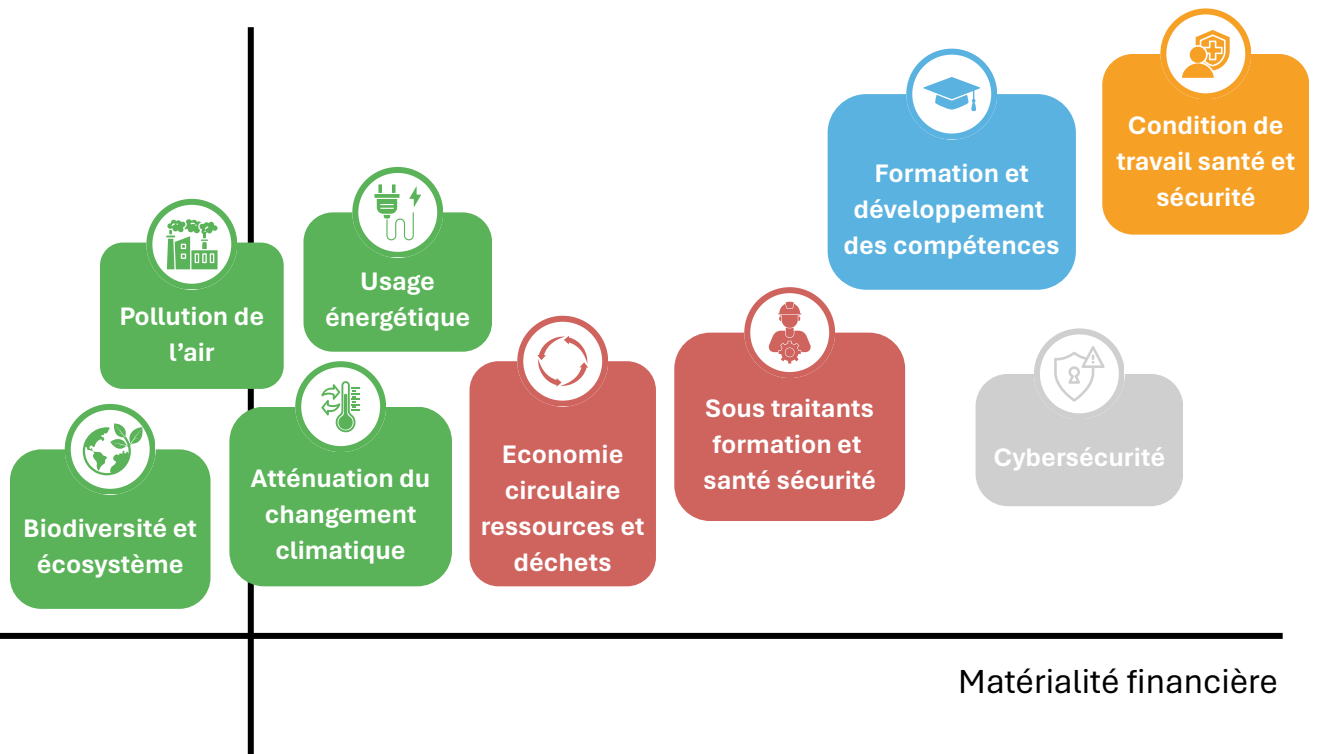 Condition de
travail santé et
sécurité
Formation et
développement
des compétences
Usage
énergétique
Pollution de
l’air
Sous traitants
formation et
santé sécurité
Cybersécurité
Economie
circulaire
ressources et
déchets
Atténuation du
changement
climatique
Biodiversité et
écosystème
Matérialité financière